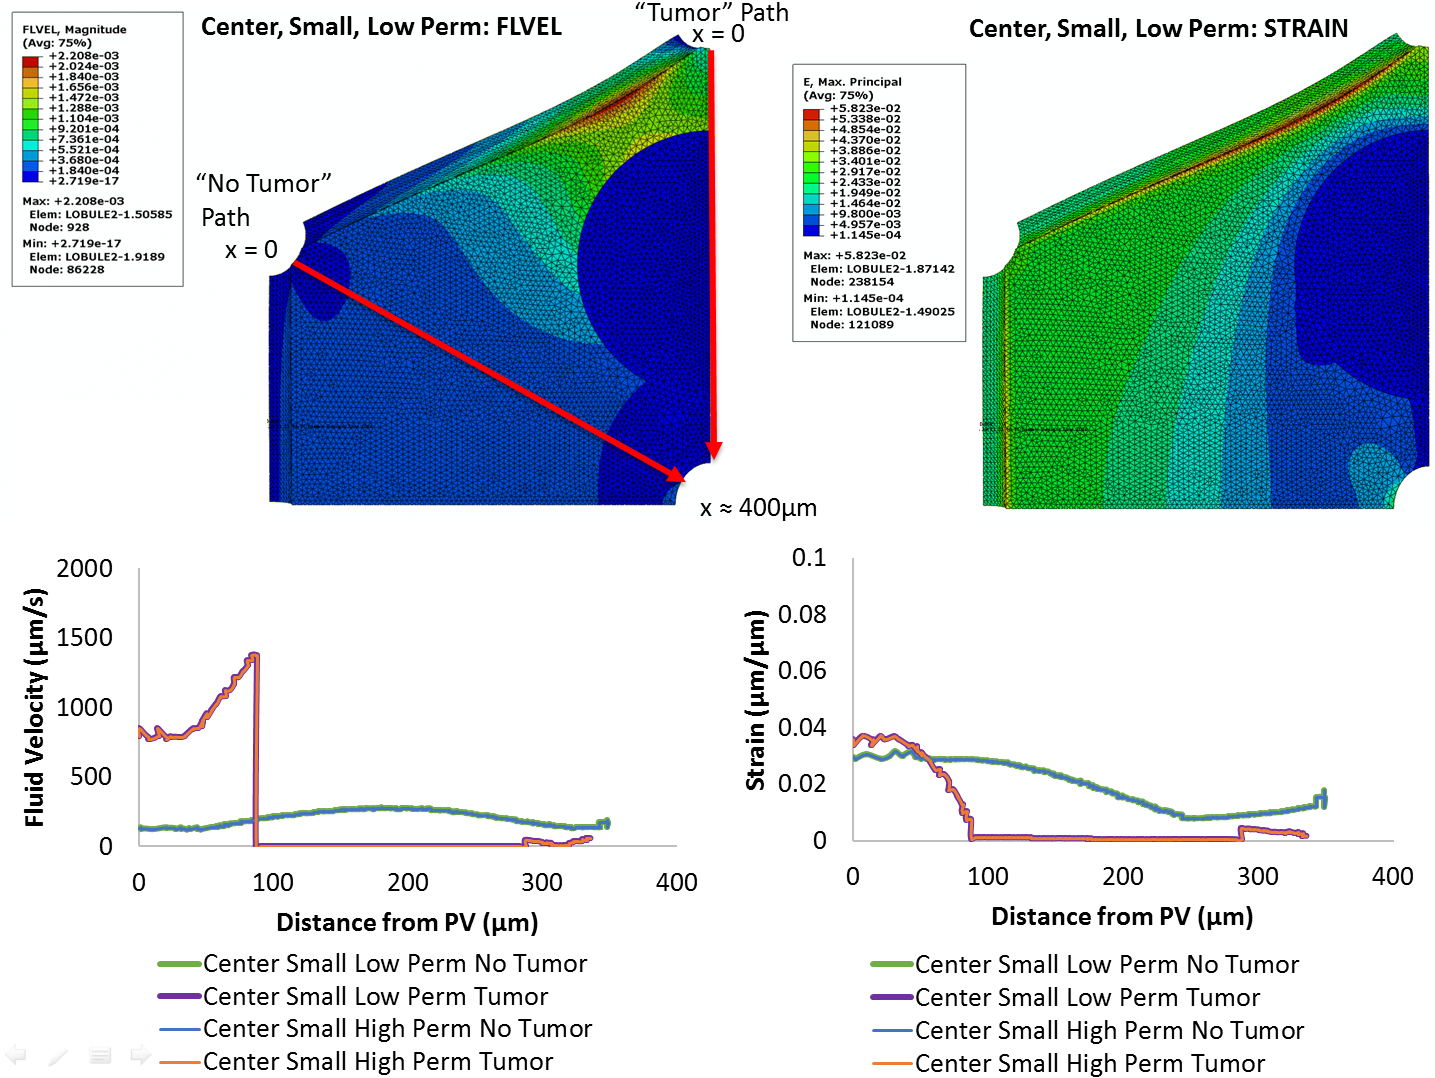 "Tumor" Path
x = 0
Center, Small, Low Perm: FLVEL
Center, Small, Low Perm: STRAIN
FLVEL, Magnitude
(Avg: 75%)
+2.208e-03
+2.024e-03
+1.840e-03
+1.656e-03
+1.472e-03
+1.288e-03
+1.104e-03
+9.201e-04
+7.361e-04
+5.521e-04
+3.680e-04
+1.840e-04
+2.719e-17
Max: +2.208e-03
Elem: LOBULE2-1.50585
Node: 928
Min: +2.719e-17
Elem: LOBULE2-1.9189
Node: 86228
"No Tumor"
Path
x = 0
x ≈ 400μm
E, Max. Principal
(Avg: 75%)
+5.823e-02
+5.338e-02
+4.854e-02
+4.370e-02
+3.886e-02
+3.401e-02
+2.917e-02
+2.433e-02
+1.949e-02
+1.464e-02
+9.800e-03
+4.957e-03
+1.145e-04
Max: +5.823e-02
Elem: LOBULE2-1.87142
Node: 238154
Min: +1.145e-04
Elem: LOBULE2-1.49025
Node: 121089
Fluid Velocity (μm/s)
2000
1500
1000
500
0
0 100 200 300 400
Distance from PV (μm)
Center Small Low Perm No Tumor
Center Small Low Perm Tumor
Center Small High Perm No Tumor
Center Small High Perm Tumor
Strain (μm/μm)
0.1
0.08
0.06
0.04
0.02
0
0 100 200 300 400
Distance from PV (μm)
Center Small Low Perm No Tumor
Center Small Low Perm Tumor
Center Small High Perm No Tumor
Center Small High Perm Tumor